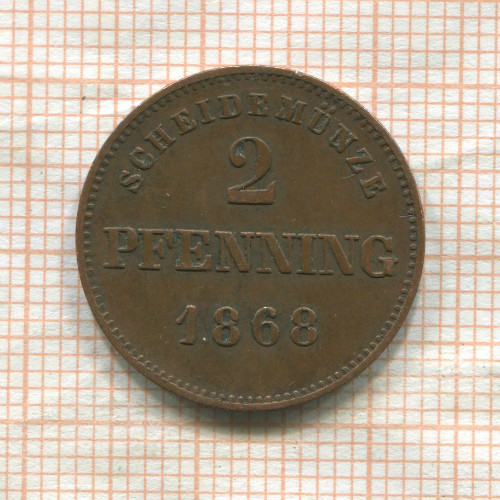 SCHEIDEMÜNZE
2
PFENNING
1868